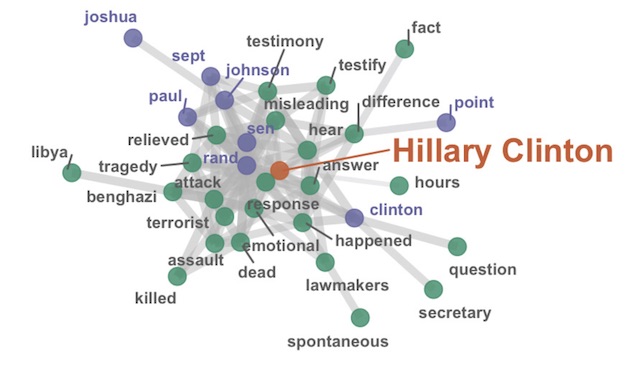 joshua
fact
sept
testimony
johnson
testify
paul
misleading
difference
point
relieved
sen
hear
Hillary Clinton
libya
tragedy
rand
answer
benghazi
attack
hours
response
clinton
terrorist
emotional
happened
assault
dead
question
killed
lawmakers
secretary
spontaneous